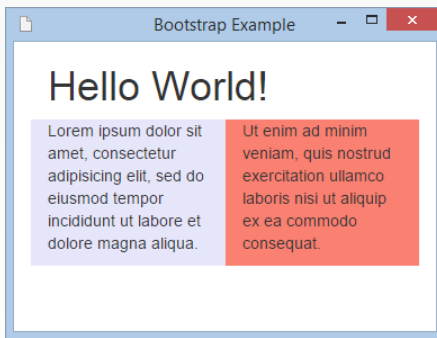 Bootstrap Example
Hello World!
Lorem ipsum dolor sit
amet, consectetur
adipisicing elit, sed do
eiusmod tempor
incididunt ut labore et
dolore magna aliqua.
Ut enim ad minim
veniam, quis nostrud
exercitation ullamco
laboris nisi ut aliquip
ex ea commodo
consequat.